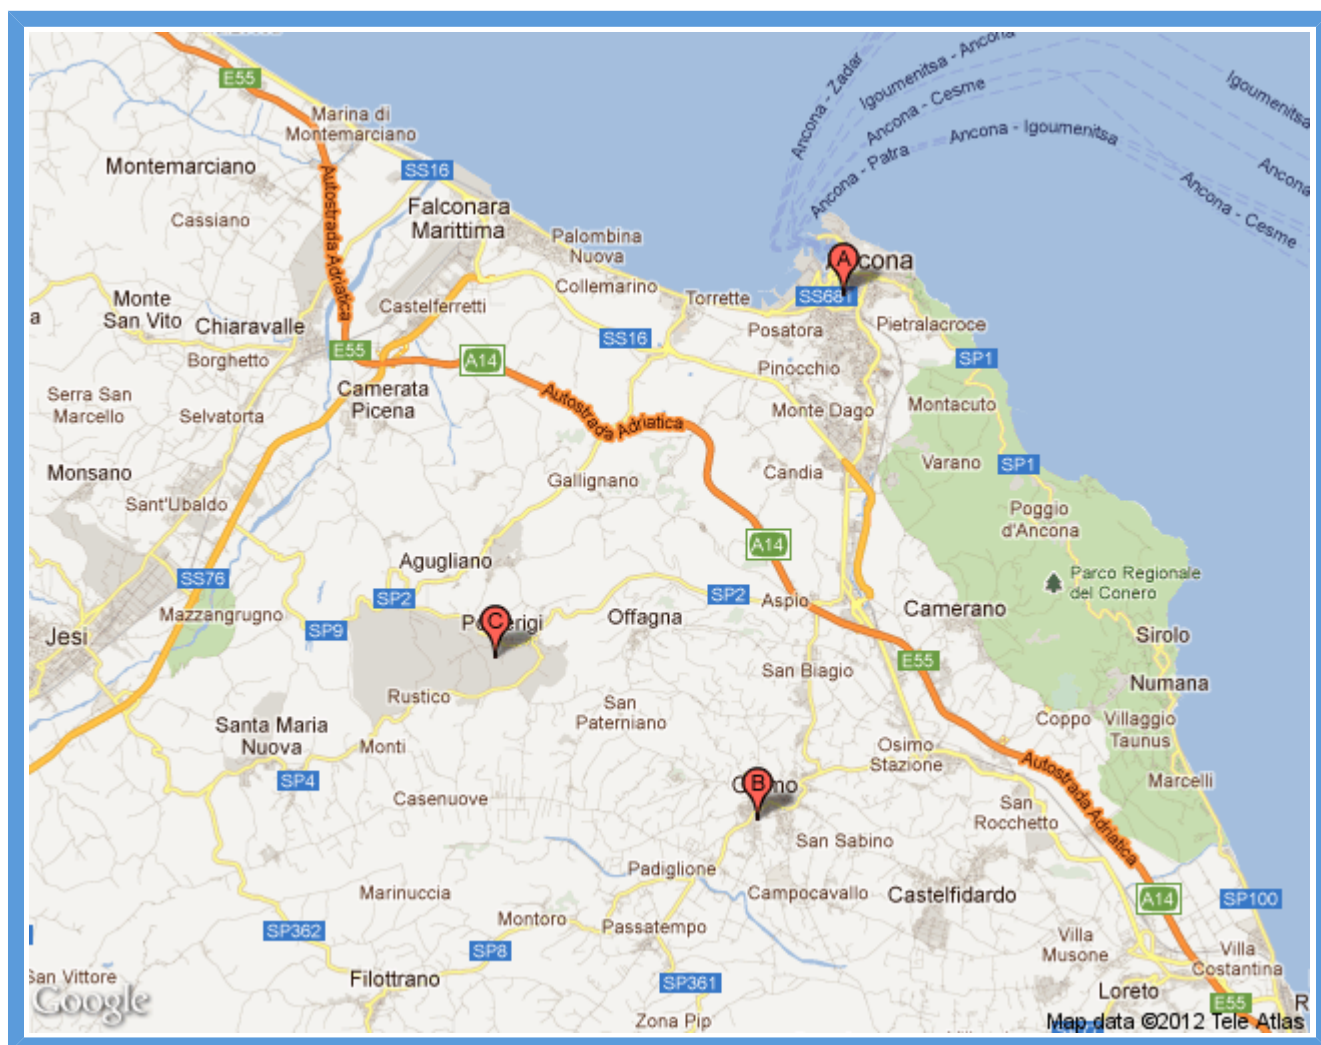 Ancona - Zadar
Igoumenitsa - Ancona
Ancona - Cesme
Igoumenitsa
E55
Marina di
Montemarciano
Ancona - Igoumenitsa
Montemarciano
SS16
Autostrada Adriatica
Ancona - Patra
Ancona
Ancona - Cesme
Cassiano
Falconara
Marittima
Palombina
Nuova
A
Monte
San Vito
Chiaravalle
Castelferretti
Collemarino
Torrette
SS681
a
Posatora
Pietralacroce
Borghetto
E55
A14
SS16
SP1
Pinocchio
Serra San
Marcello
Selvatorta
Camerata
Picena
Autostrada Adriatica
Monte Dago
Montacuto
Monsano
Gallignano
Candia
Varano
SP1
Sant'Ubaldo
Poggio
d'Ancona
Agugliano
A14
SS76
SP2
SP2
Aspio
Parco Regionale
del Conero
Mazzangrugno
SP9
C
Offagna
Camerano
Jesi
Sirolo
San Biagio
E55
Numana
Rustico
San
Paterniano
Coppo
Villaggio
Taunus
Santa Maria
Nuova
Monti
Osimo
Stazione
SP4
B
Autostrada Adriatica
Marcelli
Casenuove
San
Rocchetto
San Sabino
Padiglione
Marinuccia
Campocavallo
Castelfidardo
A14
SP100
Montoro
Passatempo
SP362
SP8
Villa
Musone
Villa
Costantina
San Vittore
Filottrano
SP361
Loreto
E55
R
Google
Zona Pip
Map data ©2012 Tele Atlas